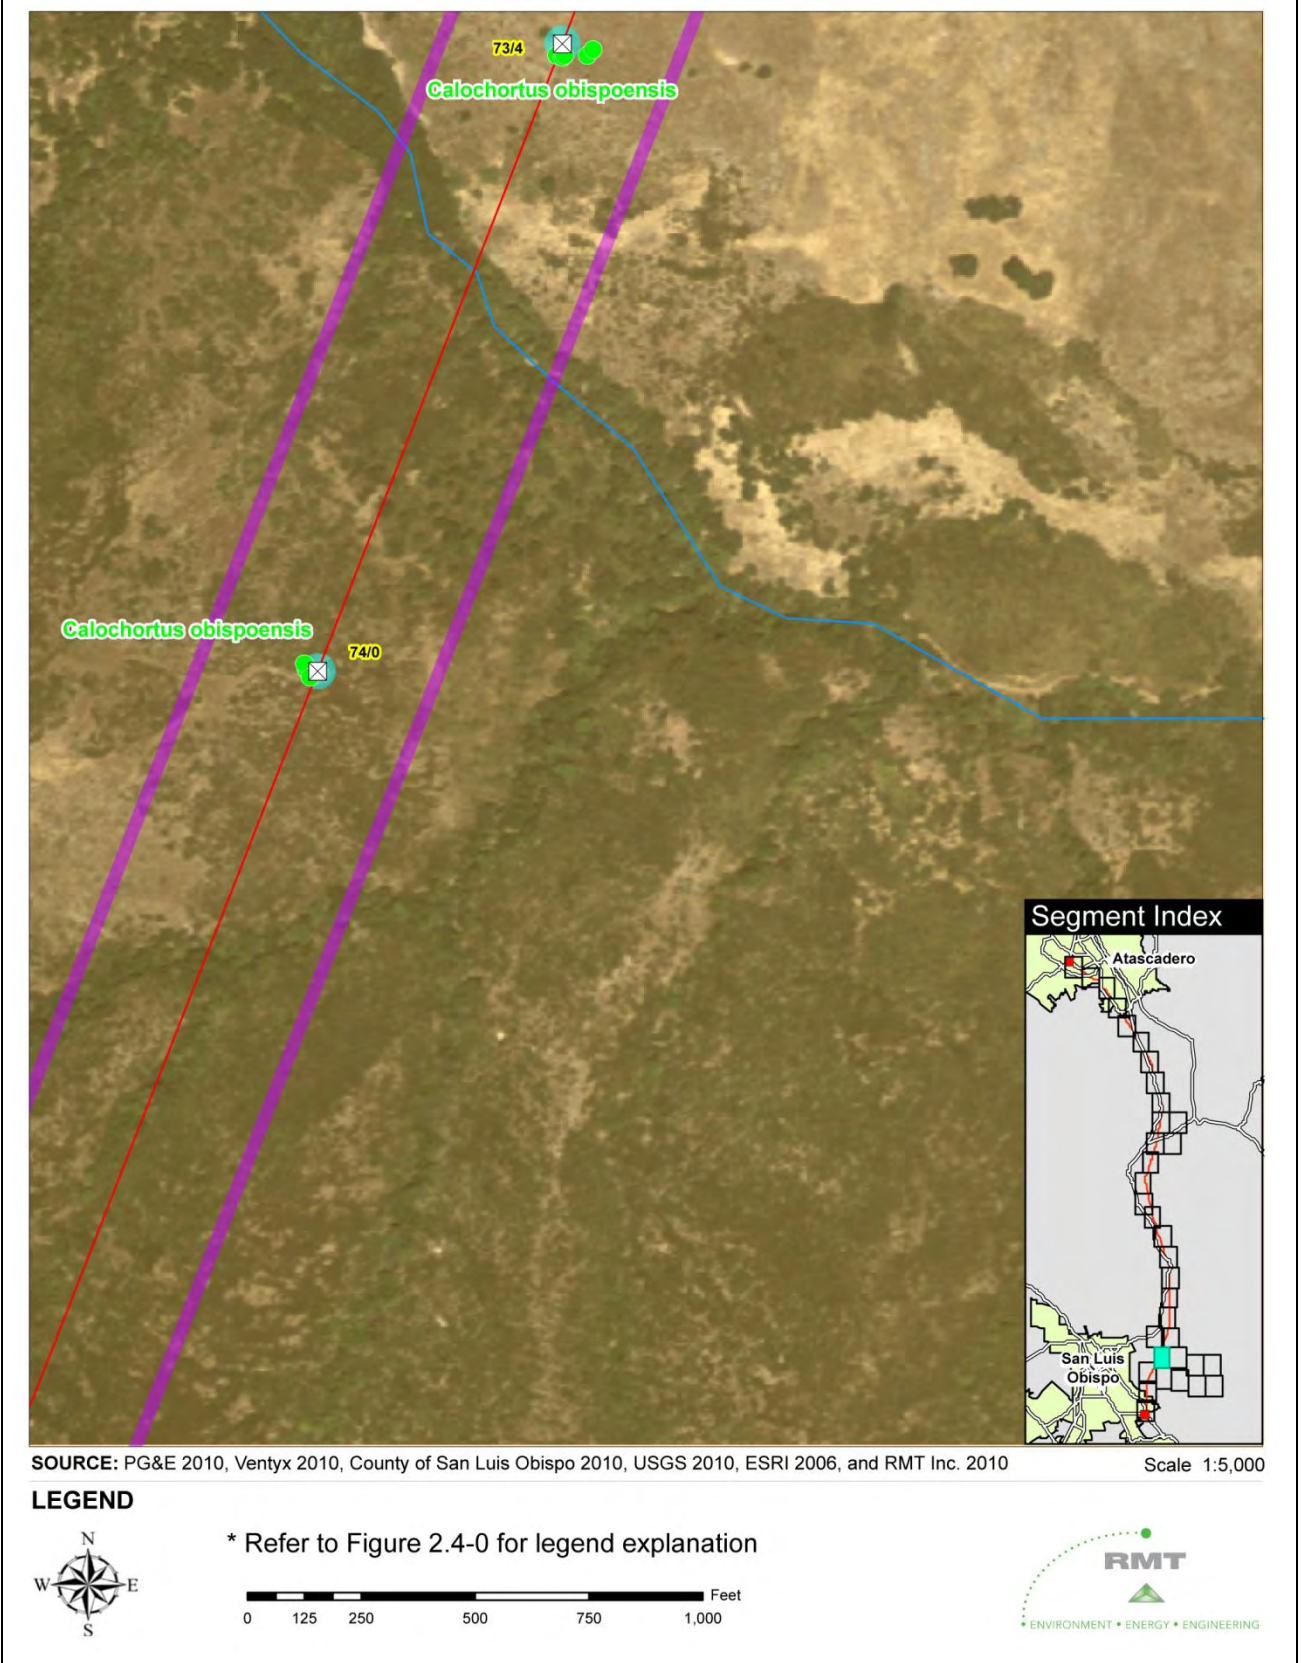 73/4
Calochortus obispoensis
Calochortus obispoensis
74/0
Segment Index
Atascadero
San Luis
Obispo
SOURCE: PG&E 2010, Ventyx 2010, County of San Luis Obispo 2010, USGS 2010, ESRI 2006, and RMT Inc. 2010
Scale 1:5,000
LEGEND
N
W
E
S
* Refer to Figure 2.4-0 for legend explanation
Feet
0 125 250 500 750 1,000
RMT
• ENVIRONMENT • ENERGY • ENGINEERING